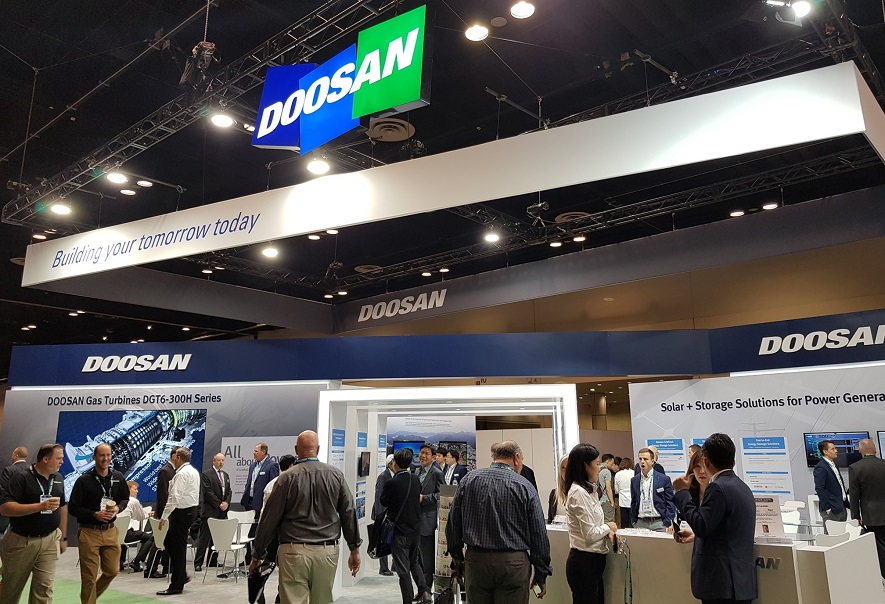 DOOSAN
Building your tomorrow today
DOOSAN
DOOSAN
DOOSAN
DOOSAN Gas Turbines DGT6-300H Series
All
Solar + Storage Solutions for Power Genera